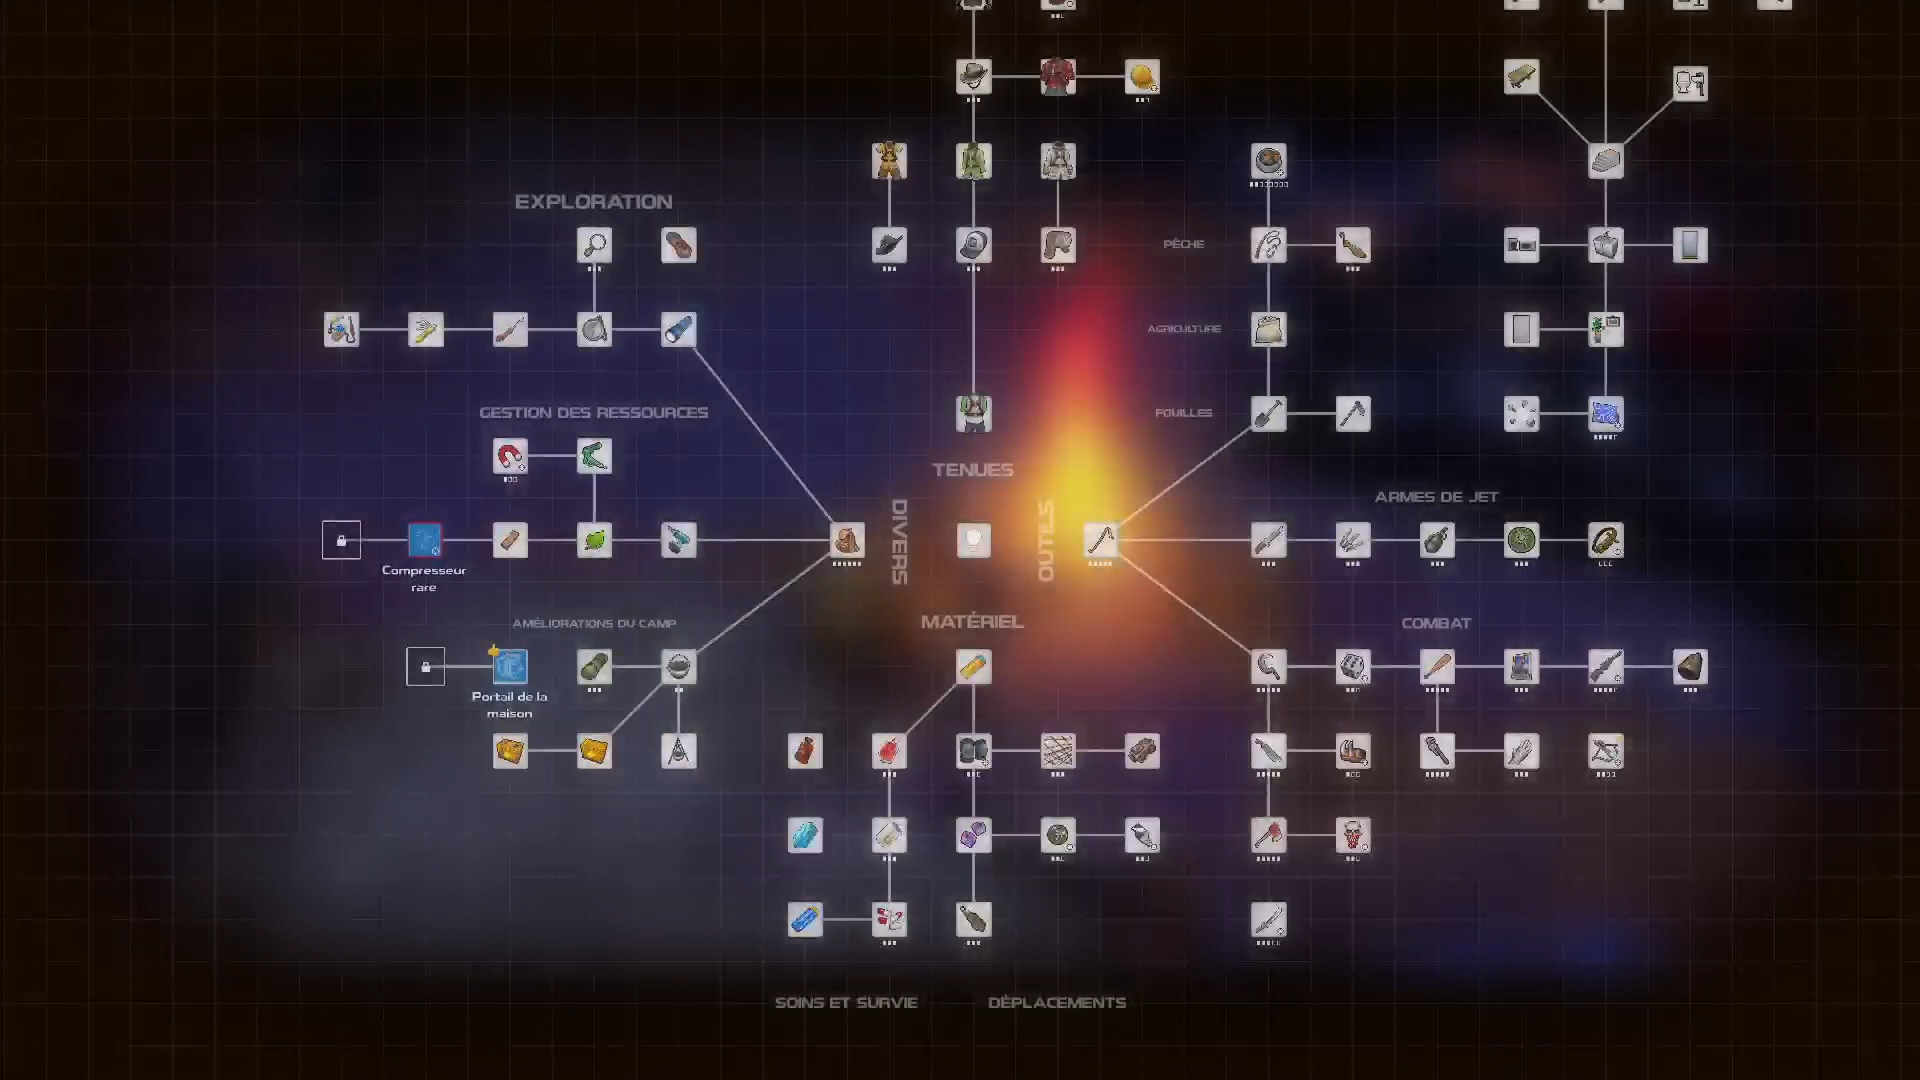 EXPLORATION
PÊCHE
AGRICULTURE
GESTION DES RESSOURCES
FOUILLES
TENUES
ARMES DE JET
DIVERS
OUTILS
Compresseur
rare
AMÉLIORATIONS DU CAMP
MATÉRIEL
COMBAT
Portail de la
maison
SOINS ET SURVIE
DÉPLACEMENTS